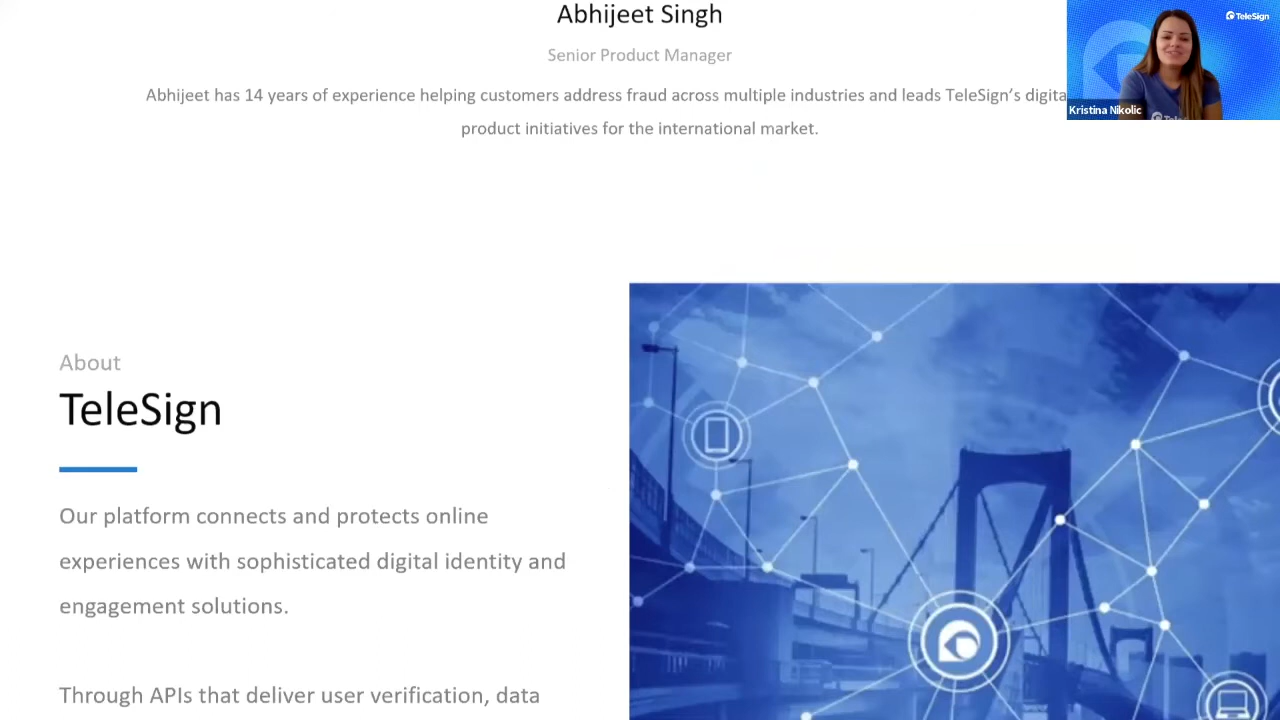 Abhijeet Singh
Senior Product Manager
Abhijeet has 14 years of experience helping customers address fraud across multiple industries and leads TeleSign's digita
product initiatives for the international market.
TeleSign
Kristina Nikolic
About
TeleSign
Our platform connects and protects online
experiences with sophisticated digital identity and
engagement solutions.
Through APIs that deliver user verification, data